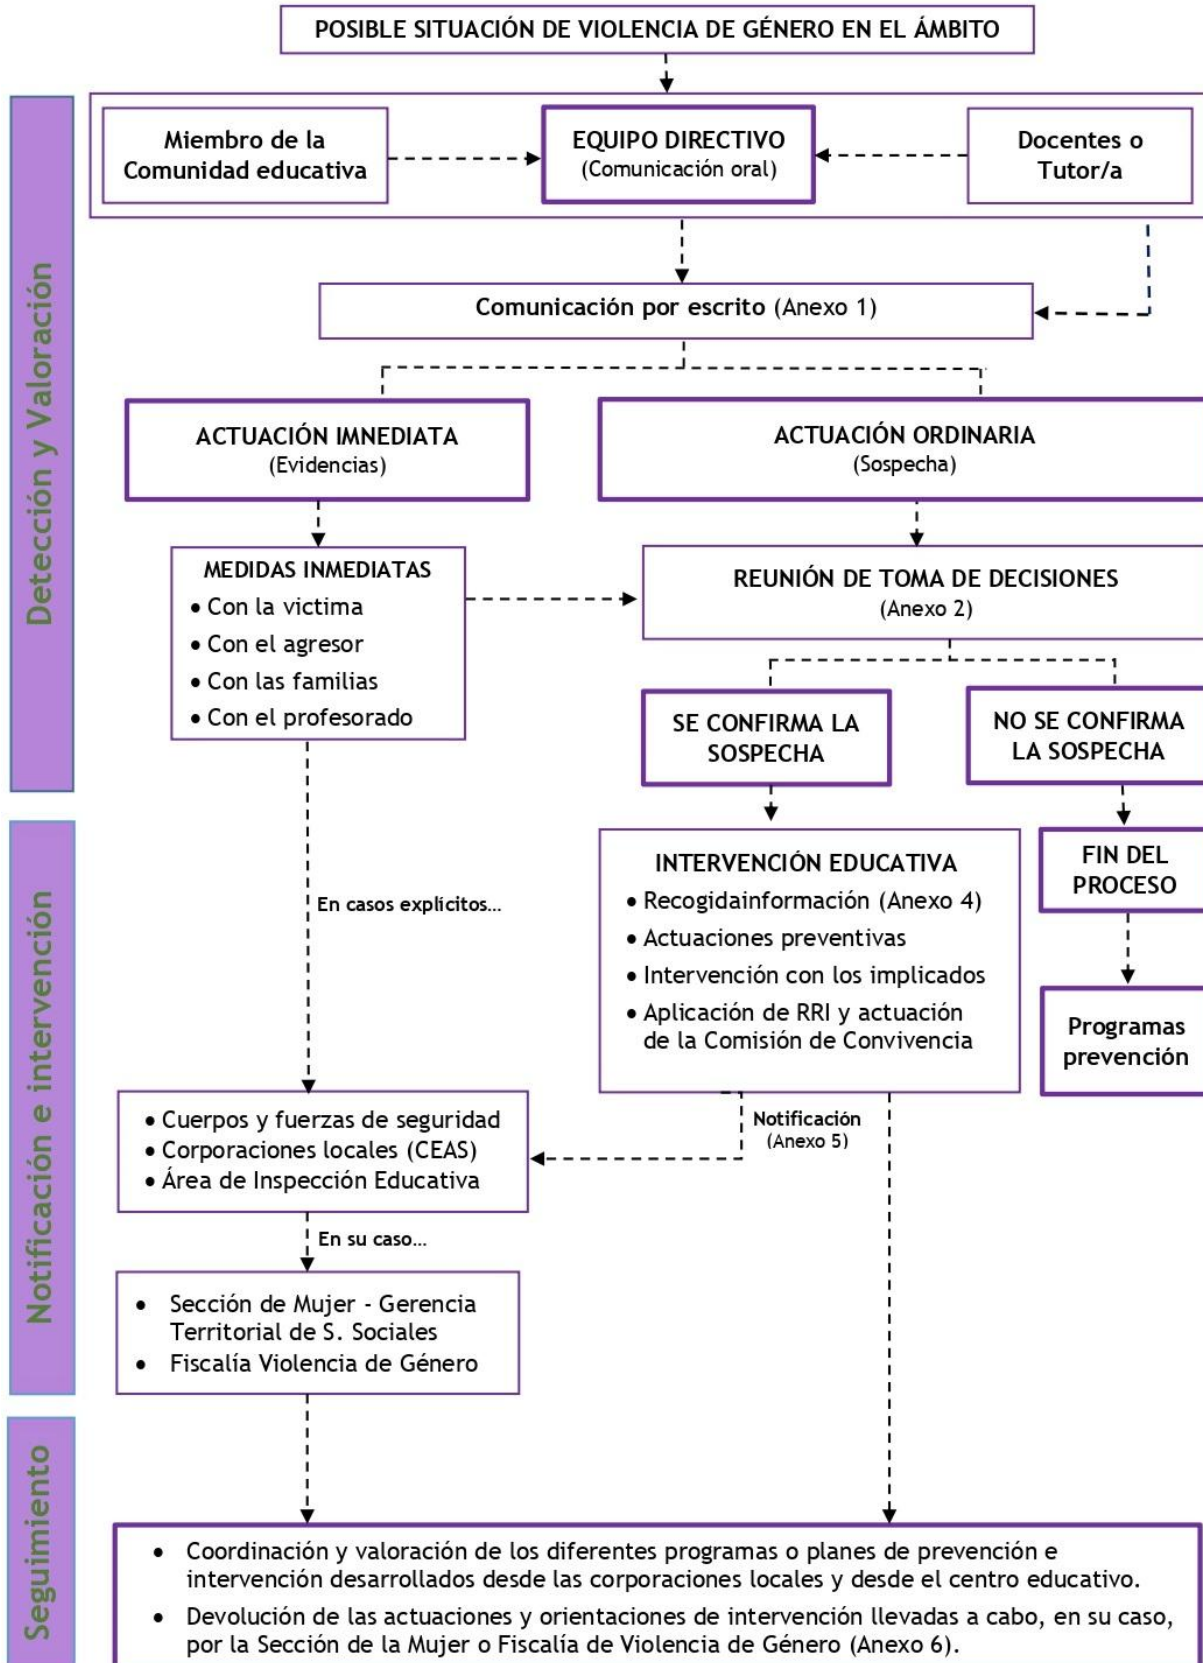 POSIBLE SITUACIÓN DE VIOLENCIA DE GÉNERO EN EL ÁMBITO
Detección y Valoración
Miembro de la
Comunidad educativa
EQUIPO DIRECTIVO
(Comunicación oral)
Docentes o
Tutor/a
Comunicación por escrito (Anexo 1)
ACTUACIÓN IMNEDIATA
(Evidencias)
ACTUACIÓN ORDINARIA
(Sospecha)
MEDIDAS INMEDIATAS
• Con la victima
• Con el agresor
• Con las familias
• Con el profesorado
REUNIÓN DE TOMA DE DECISIONES
(Anexo 2)
SE CONFIRMA LA
SOSPECHA
NO SE CONFIRMA
LA SOSPECHA
Notificación e intervención
En casos explícitos...
INTERVENCIÓN EDUCATIVA
• Recogidainformación (Anexo 4)
• Actuaciones preventivas
• Intervención con los implicados
• Aplicación de RRI y actuación
de la Comisión de Convivencia
FIN DEL
PROCESO
Programas
prevención
Notificación
(Anexo 5)
• Cuerpos y fuerzas de seguridad
• Corporaciones locales (CEAS)
• Área de Inspección Educativa
En su caso...
• Sección de Mujer - Gerencia
Territorial de S. Sociales
• Fiscalía Violencia de Género
Seguimiento
• Coordinación y valoración de los diferentes programas o planes de prevención e
intervención desarrollados desde las corporaciones locales y desde el centro educativo.
• Devolución de las actuaciones y orientaciones de intervención llevadas a cabo, en su caso,
por la Sección de la Mujer o Fiscalía de Violencia de Género (Anexo 6).